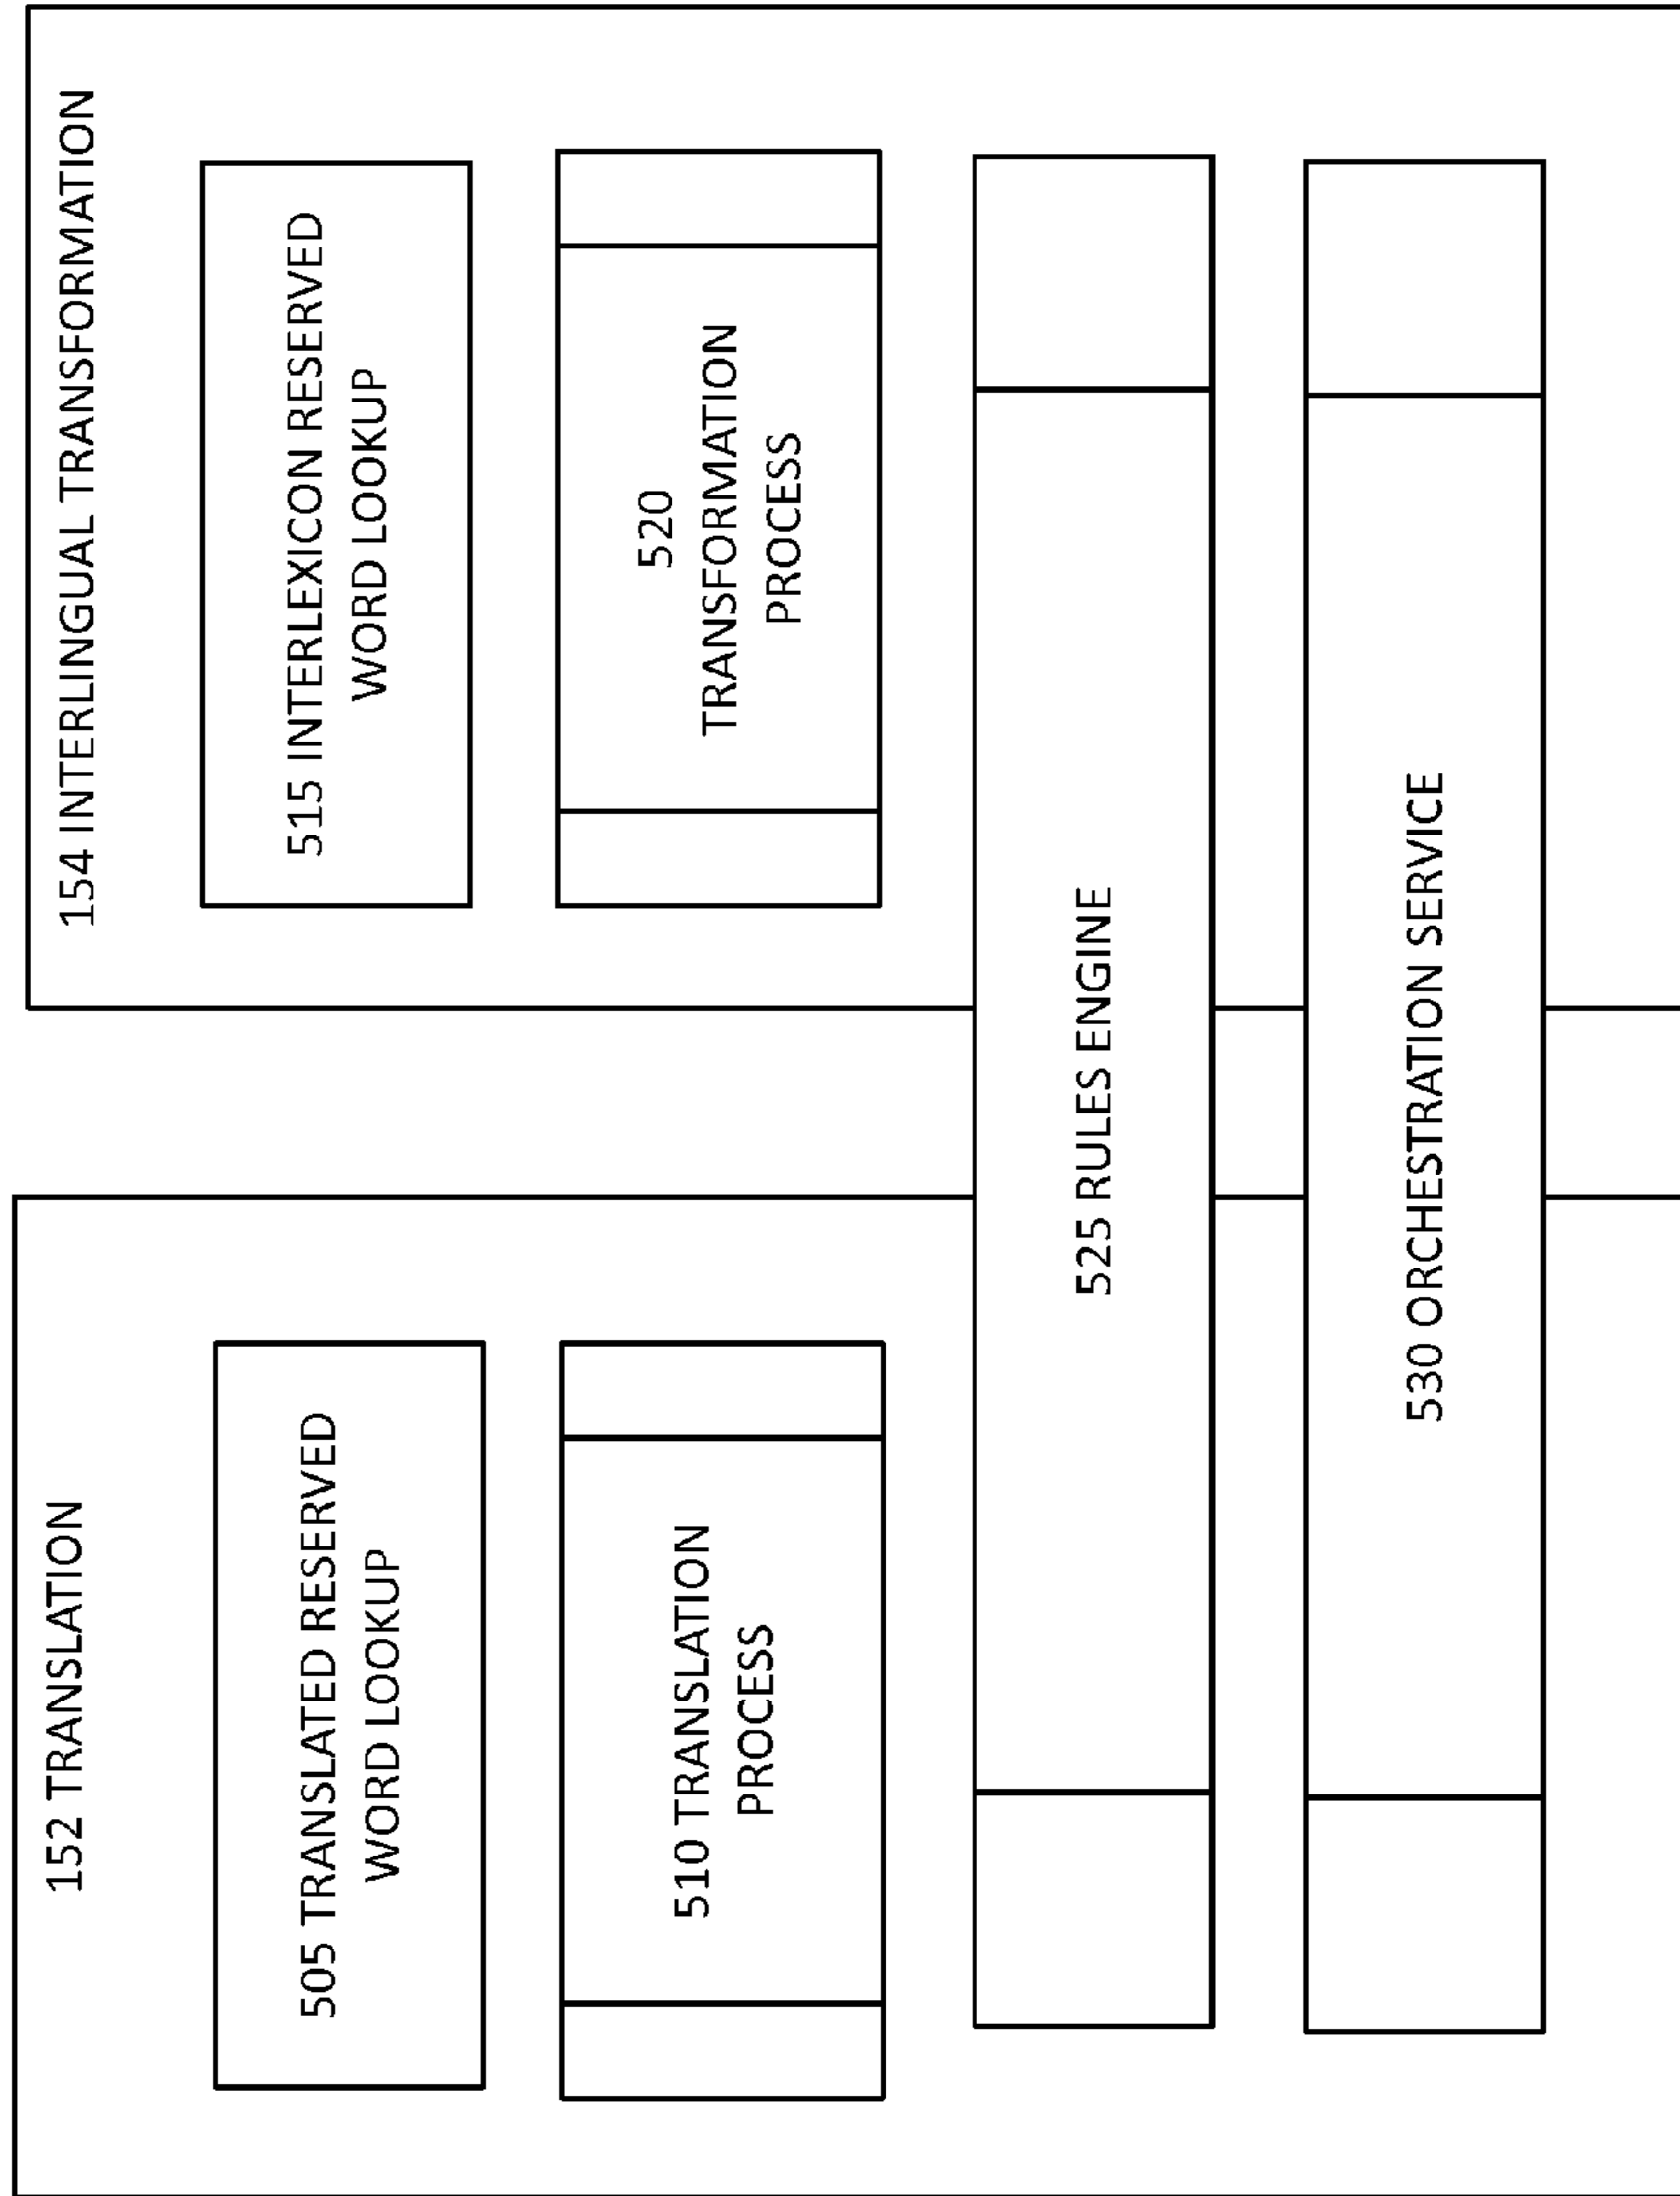 152 TRANSLATION
505 TRANSLATED RESERVED
WORD LOOKUP
510 TRANSLATION
PROCESS
154 INTERLINGUAL TRANSFORMATION
515 INTERLEXICON RESERVED
WORD LOOKUP
520
TRANSFORMATION
PROCESS
525 RULES ENGINE
530 ORCHESTRATION SERVICE